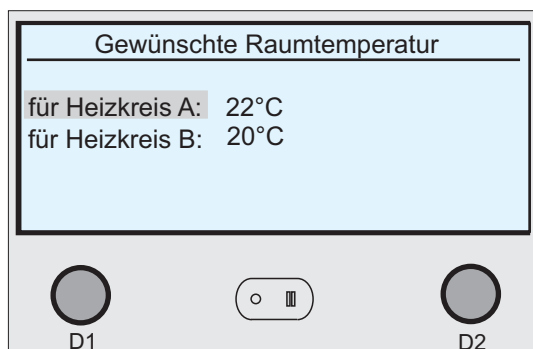 Gewünschte Raumtemperatur
für Heizkreis A: 22°C
für Heizkreis B: 20°C
D1 D2